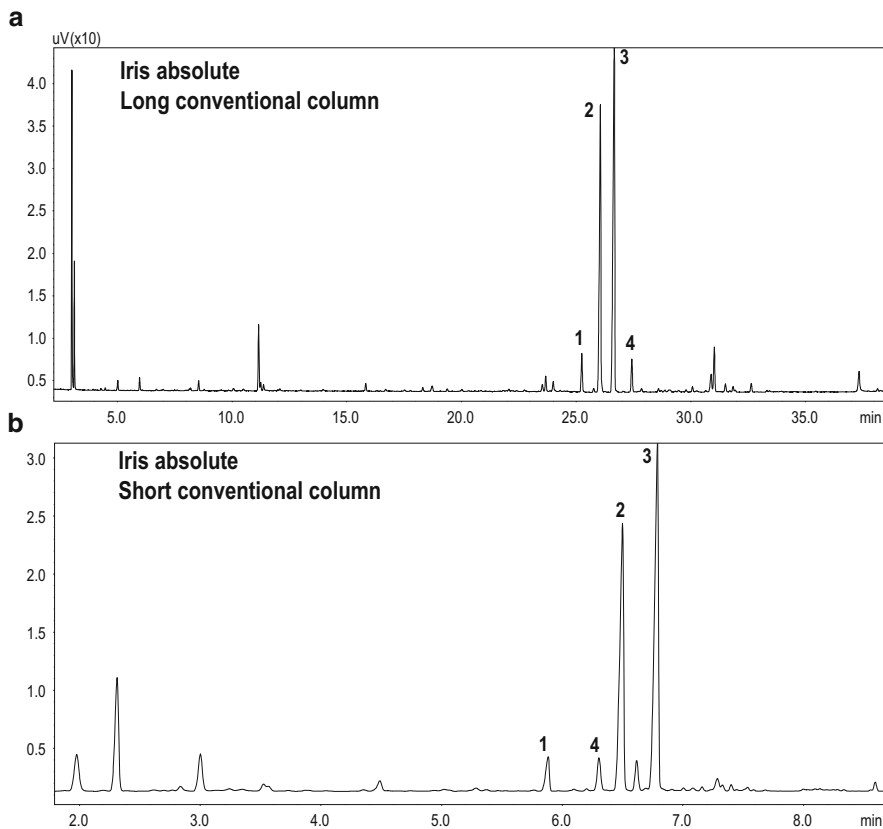 a
uV(x10)
Iris absolute
Long conventional column
4.0
3.5
3.0
2.5
2.0
1.5
1.0
0.5
1
2
3
4
5.0 10.0 15.0 20.0 25.0 30.0 35.0 min
b
Iris absolute
Short conventional column
3.0
2.5
2.0
1.5
1.0
0.5
1
4
2
3
2.0 3.0 4.0 5.0 6.0 7.0 8.0 min